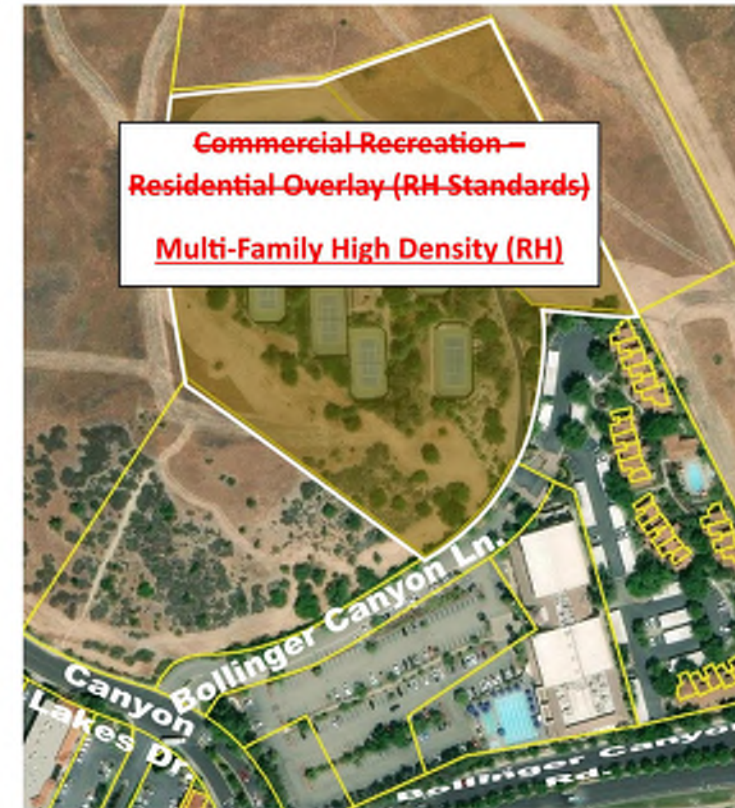 Commercial Recreation –
Residential Overlay (RH Standards)
Multi-Family High Density (RH)
Bollinger Canyon Ln.
Canyon
Lakes Dr.
Bollinger Canyon
Rd.